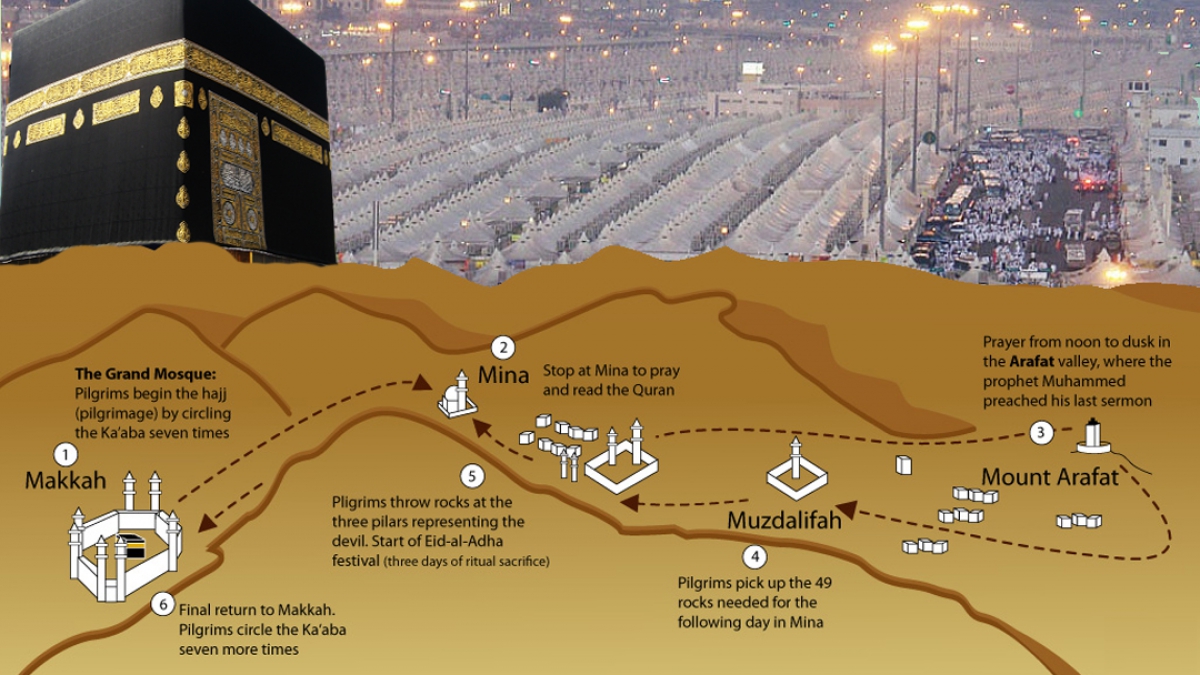 The Grand Mosque:
Pilgrims begin the hajj
(pilgrimage) by circling
the Ka'aba seven times
1
Makkah
2
Mina
Stop at Mina to pray
and read the Quran
Prayer from noon to dusk in
the Arafat valley, where the
prophet Muhammed
preached his last sermon
3
Mount Arafat
Muzdalifah
4
Pilgrims pick up the 49
rocks needed for the
following day in Mina
5
Pligrims throw rocks at the
three pilars representing the
devil. Start of Eid-al-Adha
festival (three days of ritual sacrifice)
6
Final return to Makkah.
Pilgrims circle the Ka'aba
seven more times